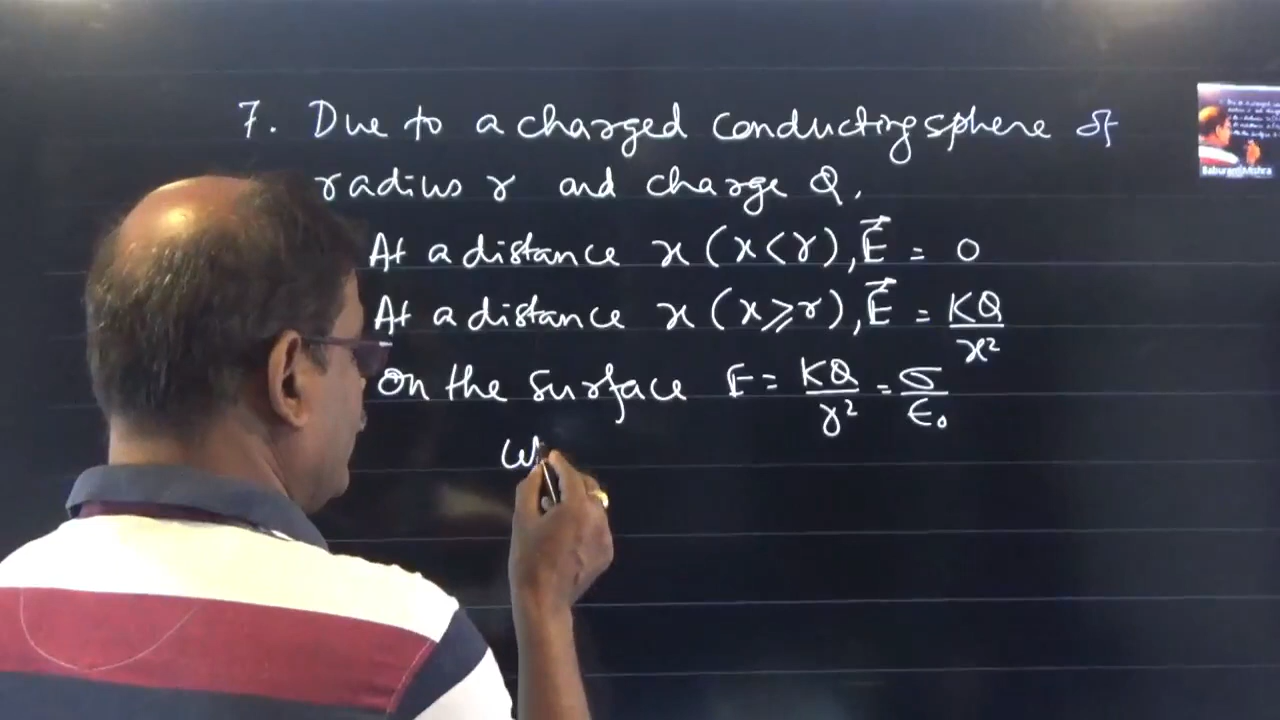 7. Due to a charged conducting sphere of
radius r and charge Q.
At a distance x (x < r), E⃗ = 0
At a distance x (x ⩾ r), E⃗ = KQ/x²
On the surface E = KQ/r² = σ/ϵ₀
W